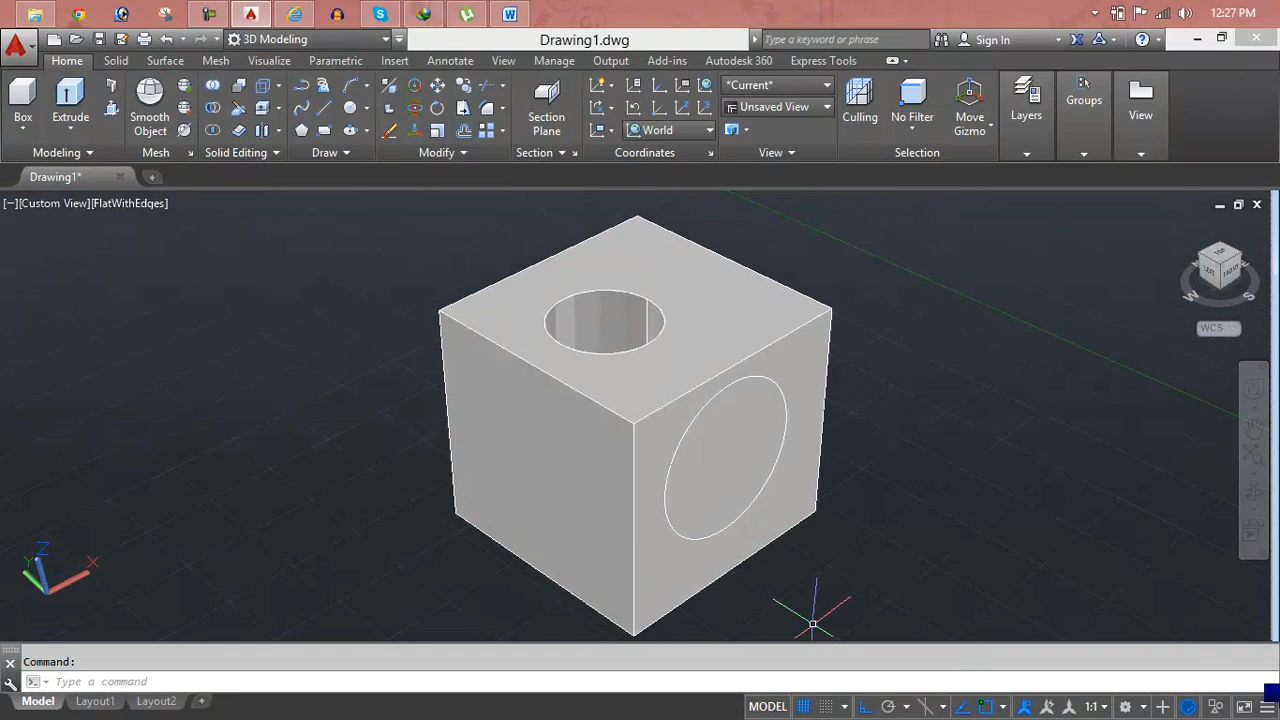 12:27 PM
3D Modeling
Drawing1.dwg
Type a keyword or phrase
Sign In
Home Solid Surface Mesh Visualize Parametric Insert Annotate View Manage Output Add-ins Autodesk 360 Express Tools
*Current*
Unsaved View
World
Box
Extrude
Smooth
Object
Section
Plane
Culling
No Filter
Move
Gizmo
Layers
Groups
View
Modeling
Mesh
Solid Editing
Draw
Modify
Section
Coordinates
View
Selection
Drawing1*
[−][Custom View][FlatWithEdges]
TOP
LEFT
FRONT
W
S
WCS
Z
Y
X
Command:
Type a command
Model Layout1 Layout2
MODEL
1:1